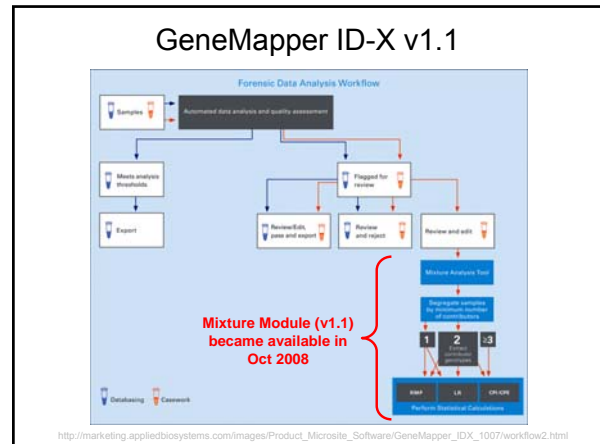 GeneMapper ID-X v1.1
Forensic Data Analysis Workflow
Samples
Automated data analysis and quality assessment
Meets analysis
thresholds
Flagged for
review
Export
Review/Edit,
pass and export
Review
and reject
Review and edit
Mixture Analysis Tool
Segregate samples
by minimum number
of contributors
Mixture Module (v1.1)
became available in
Oct 2008
1
2
≥3
Extract
contributor
genotypes
RMP
LR
CPI/CPE
Perform Statistical Calculations
Databasing
Casework
http://marketing.appliedbiosystems.com/images/Product_Microsite_Software/GeneMapper_IDX_1007/workflow2.html